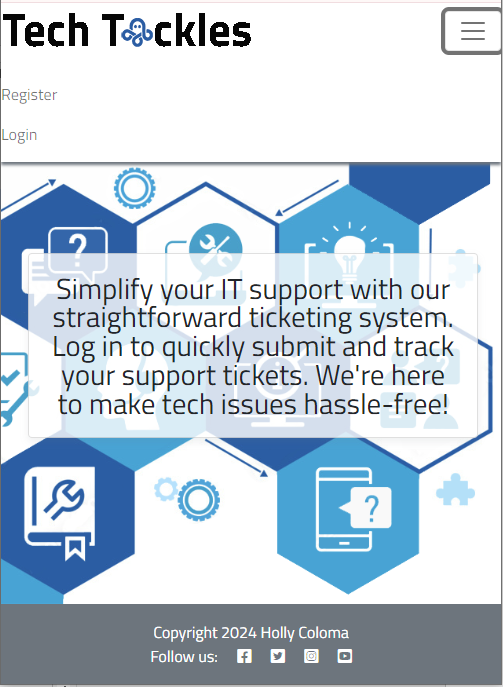 Tech Tackles
Register
Login
Simplify your IT support with our
straightforward ticketing system.
Log in to quickly submit and track
your support tickets. We're here
to make tech issues hassle-free!
?
?
Copyright 2024 Holly Coloma
Follow us: